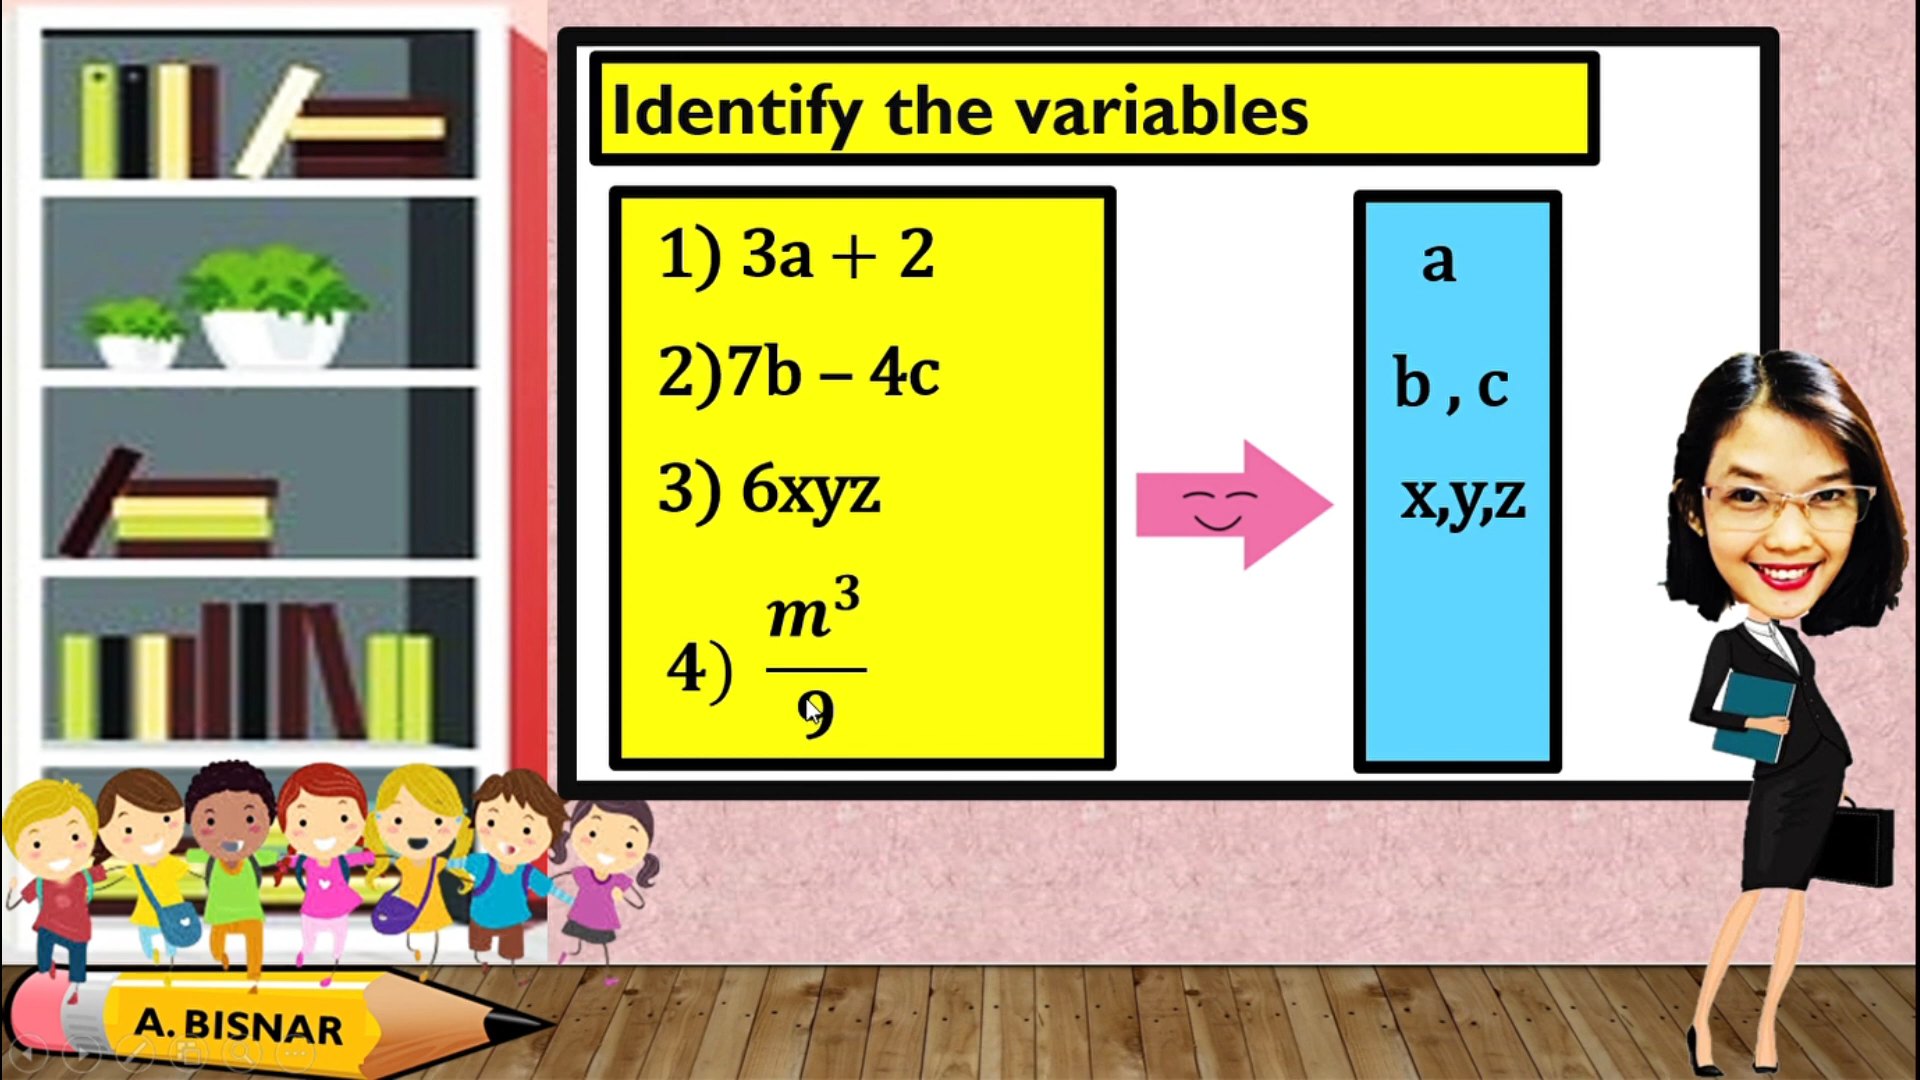 Identify the variables
1) 3a + 2
2)7b – 4c
3) 6xyz
4) m³
9
a
b , c
x,y,z
A. BISNAR